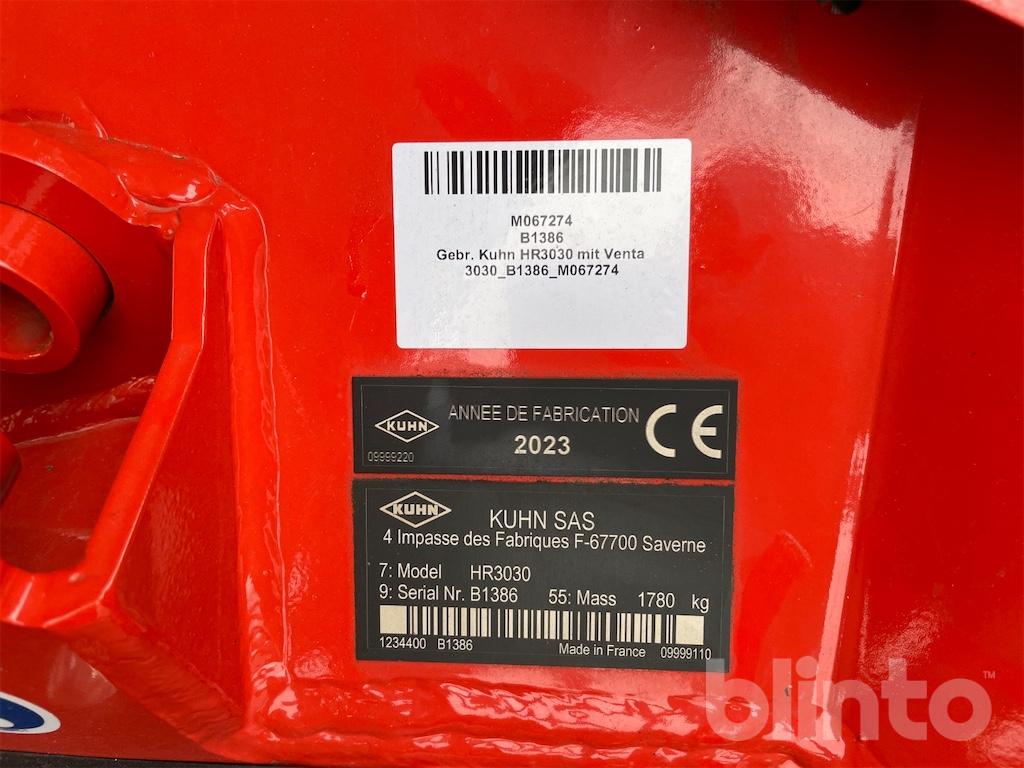 M067274
B1386
Gebr. Kuhn HR3030 mit Venta
3030_B1386_M067274
KUHN
ANNEE DE FABRICATION
2023
CE
09999220
KUHN
KUHN SAS
4 Impasse des Fabriques F-67700 Saverne
7: Model HR3030
9: Serial Nr. B1386 55: Mass 1780 kg
1234400 B1386 Made in France 09999110
blinto™